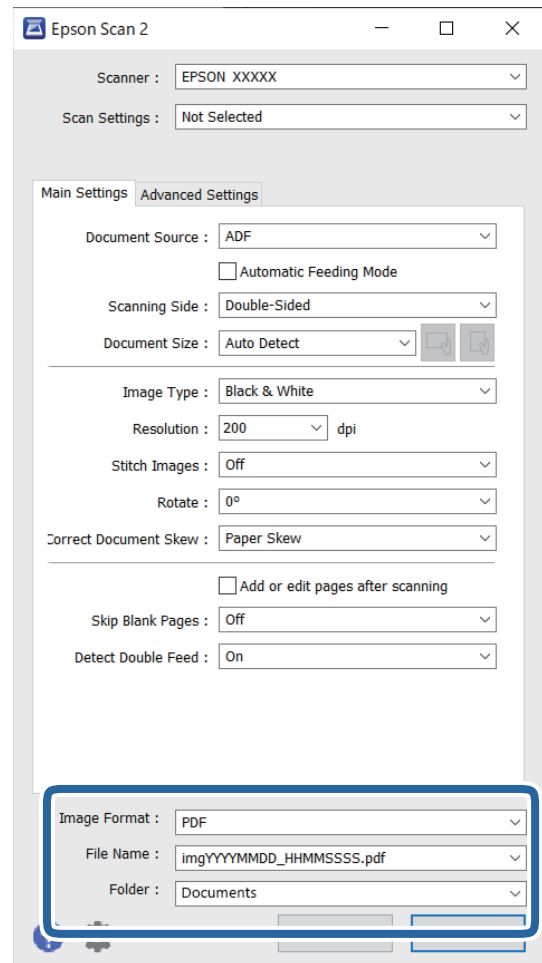 Epson Scan 2
Scanner : EPSON XXXXX
Scan Settings : Not Selected
Main Settings Advanced Settings
Document Source : ADF
Automatic Feeding Mode
Scanning Side : Double-Sided
Document Size : Auto Detect
Image Type : Black & White
Resolution : 200 dpi
Stitch Images : Off
Rotate : 0°
Correct Document Skew : Paper Skew
Add or edit pages after scanning
Skip Blank Pages : Off
Detect Double Feed : On
Image Format : PDF
File Name : imgYYYYMMDD_HHMMSSSS.pdf
Folder : Documents